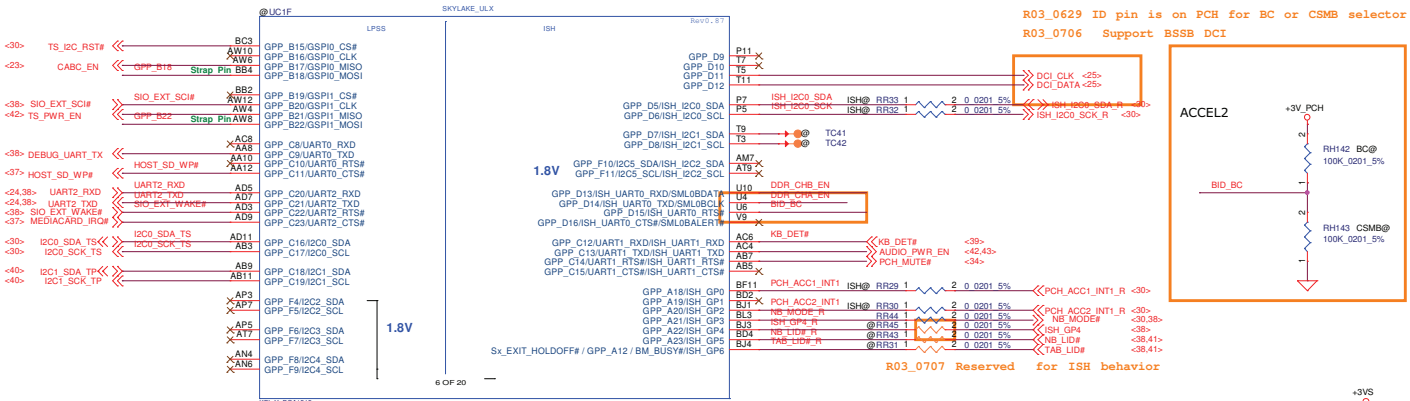 @UC1F
SKYLAKE_ULX
Rev0.87
LPSS
ISH
R03_0629 ID pin is on PCH for BC or CSMB selector
R03_0706 Support BSSB DCI
<30> TS_I2C_RST# BC3 GPP_B15/GSPI0_CS#
AW10 GPP_B16/GSPI0_CLK
<23> CABC_EN AW6 GPP_B17/GSPI0_MISO
GPP_B18 Strap Pin BB4 GPP_B18/GSPI0_MOSI
BB2 GPP_B19/GSPI1_CS#
<38> SIO_EXT_SCI# SIO_EXT_SCI# AW12 GPP_B20/GSPI1_CLK
<42> TS_PWR_EN AW4 GPP_B21/GSPI1_MISO
GPP_B22 Strap Pin AW8 GPP_B22/GSPI1_MOSI
AC8 GPP_C8/UART0_RXD
<38> DEBUG_UART_TX AA8 GPP_C9/UART0_TXD
AA10 GPP_C10/UART0_RTS#
<37> HOST_SD_WP# HOST_SD_WP# AA12 GPP_C11/UART0_CTS#
<24,38> UART2_RXD UART2_RXD AD5 GPP_C20/UART2_RXD
<24,38> UART2_TXD UART2_TXD AD7 GPP_C21/UART2_TXD
<38> SIO_EXT_WAKE# SIO_EXT_WAKE# AD3 GPP_C22/UART2_RTS#
<37> MEDIACARD_IRQ# AD9 GPP_C23/UART2_CTS#
<30> I2C0_SDA_TS I2C0_SDA_TS AD11 GPP_C16/I2C0_SDA
<30> I2C0_SCK_TS I2C0_SCK_TS AB3 GPP_C17/I2C0_SCL
<40> I2C1_SDA_TP AB9 GPP_C18/I2C1_SDA
<40> I2C1_SCK_TP AB11 GPP_C19/I2C1_SCL
AP3 GPP_F4/I2C2_SDA
AP7 GPP_F5/I2C2_SCL
AP5 GPP_F6/I2C3_SDA
AT7 GPP_F7/I2C3_SCL
AN4 GPP_F8/I2C4_SDA
AN6 GPP_F9/I2C4_SCL
1.8V
6 OF 20
GPP_D9 P11
GPP_D10 T7
GPP_D11 T5 DCI_CLK <25>
GPP_D12 T11 DCI_DATA <25>
GPP_D5/ISH_I2C0_SDA P7 ISH_I2C0_SDA ISH@ RR33 1 2 0_0201_5% ISH_I2C0_SDA_R <30>
GPP_D6/ISH_I2C0_SCL P5 ISH_I2C0_SCK ISH@ RR32 1 2 0_0201_5% ISH_I2C0_SCK_R <30>
GPP_D7/ISH_I2C1_SDA T9 @ TC41
GPP_D8/ISH_I2C1_SCL T3 @ TC42
1.8V
GPP_F10/I2C5_SDA/ISH_I2C2_SDA AM7
GPP_F11/I2C5_SCL/ISH_I2C2_SCL AT9
GPP_D13/ISH_UART0_RXD/SML0BDATA U10 DDR_CHB_EN
GPP_D14/ISH_UART0_TXD/SML0BCLK U4 DDR_CHA_EN
GPP_D15/ISH_UART0_RTS# U6 BID_BC
GPP_D16/ISH_UART0_CTS#/SML0BALERT# V9
GPP_C12/UART1_RXD/ISH_UART1_RXD AC6 KB_DET# KB_DET# <39>
GPP_C13/UART1_TXD/ISH_UART1_TXD AC4 AUDIO_PWR_EN <42,43>
GPP_C14/UART1_RTS#/ISH_UART1_RTS# AB7 PCH_MUTE# <34>
GPP_C15/UART1_CTS#/ISH_UART1_CTS# AB5
GPP_A18/ISH_GP0 BF11 PCH_ACC1_INT1 ISH@ RR29 1 2 0_0201_5% PCH_ACC1_INT1_R <30>
GPP_A19/ISH_GP1 BD2
GPP_A20/ISH_GP2 BJ1 PCH_ACC2_INT1 ISH@ RR30 1 2 0_0201_5% PCH_ACC2_INT1_R <30>
GPP_A21/ISH_GP3 BL3 NB_MODE_R RR44 1 2 0_0201_5% NB_MODE# <30,38>
GPP_A22/ISH_GP4 BJ3 ISH_GP4_R @RR45 1 2 0_0201_5% ISH_GP4 <38>
GPP_A23/ISH_GP5 BD4 NB_LID#_R @RR43 1 2 0_0201_5% NB_LID# <38,41>
Sx_EXIT_HOLDOFF# / GPP_A12 / BM_BUSY#/ISH_GP6 BJ4 TAB_LID#_R @RR31 1 2 0_0201_5% TAB_LID# <38,41>
R03_0707 Reserved for ISH behavior
ACCEL2
+3V_PCH
2
RH142 BC@
100K_0201_5%
1
BID_BC
2
RH143 CSMB@
100K_0201_5%
1
+3VS